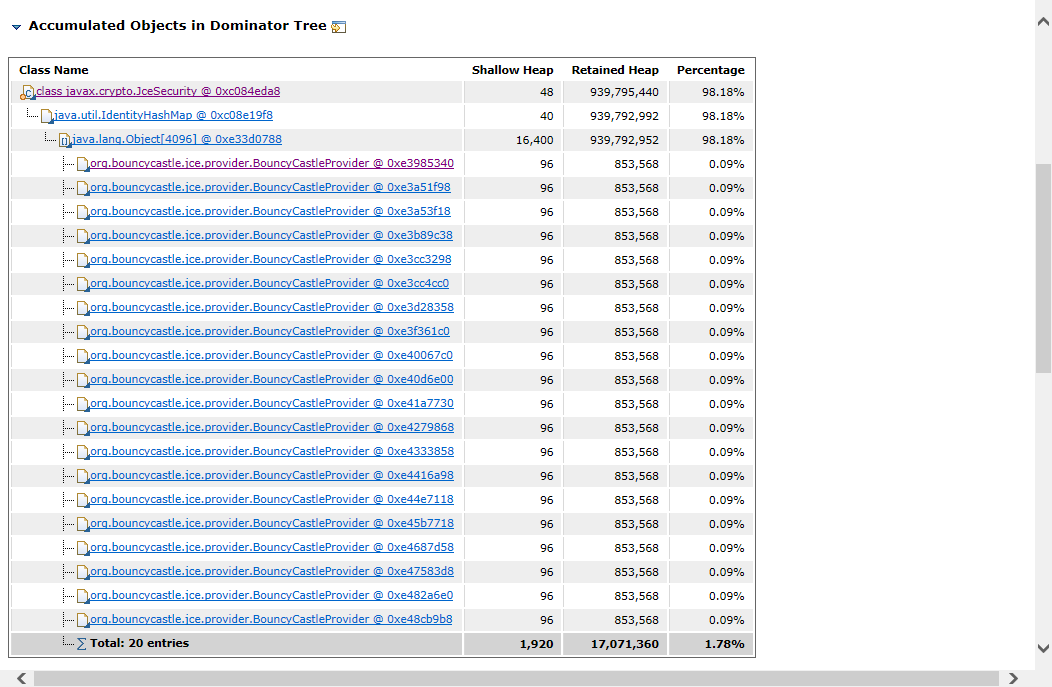 Accumulated Objects in Dominator Tree
Class Name Shallow Heap Retained Heap Percentage
class javax.crypto.JceSecurity @ 0xc084eda8 48 939,795,440 98.18%
java.util.IdentityHashMap @ 0xc08e19f8 40 939,792,992 98.18%
java.lang.Object[4096] @ 0xe33d0788 16,400 939,792,952 98.18%
org.bouncycastle.jce.provider.BouncyCastleProvider @ 0xe3985340 96 853,568 0.09%
org.bouncycastle.jce.provider.BouncyCastleProvider @ 0xe3a51f98 96 853,568 0.09%
org.bouncycastle.jce.provider.BouncyCastleProvider @ 0xe3a53f18 96 853,568 0.09%
org.bouncycastle.jce.provider.BouncyCastleProvider @ 0xe3b89c38 96 853,568 0.09%
org.bouncycastle.jce.provider.BouncyCastleProvider @ 0xe3cc3298 96 853,568 0.09%
org.bouncycastle.jce.provider.BouncyCastleProvider @ 0xe3cc4cc0 96 853,568 0.09%
org.bouncycastle.jce.provider.BouncyCastleProvider @ 0xe3d28358 96 853,568 0.09%
org.bouncycastle.jce.provider.BouncyCastleProvider @ 0xe3f361c0 96 853,568 0.09%
org.bouncycastle.jce.provider.BouncyCastleProvider @ 0xe40067c0 96 853,568 0.09%
org.bouncycastle.jce.provider.BouncyCastleProvider @ 0xe40d6e00 96 853,568 0.09%
org.bouncycastle.jce.provider.BouncyCastleProvider @ 0xe41a7730 96 853,568 0.09%
org.bouncycastle.jce.provider.BouncyCastleProvider @ 0xe4279868 96 853,568 0.09%
org.bouncycastle.jce.provider.BouncyCastleProvider @ 0xe4333858 96 853,568 0.09%
org.bouncycastle.jce.provider.BouncyCastleProvider @ 0xe4416a98 96 853,568 0.09%
org.bouncycastle.jce.provider.BouncyCastleProvider @ 0xe44e7118 96 853,568 0.09%
org.bouncycastle.jce.provider.BouncyCastleProvider @ 0xe45b7718 96 853,568 0.09%
org.bouncycastle.jce.provider.BouncyCastleProvider @ 0xe4687d58 96 853,568 0.09%
org.bouncycastle.jce.provider.BouncyCastleProvider @ 0xe47583d8 96 853,568 0.09%
org.bouncycastle.jce.provider.BouncyCastleProvider @ 0xe482a6e0 96 853,568 0.09%
org.bouncycastle.jce.provider.BouncyCastleProvider @ 0xe48cb9b8 96 853,568 0.09%
∑ Total: 20 entries 1,920 17,071,360 1.78%